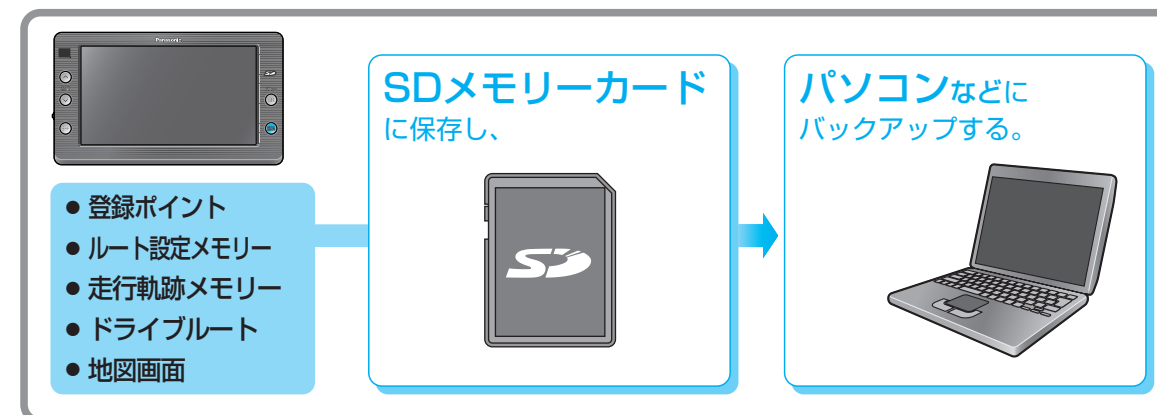 Panasonic
SD
● 登録ポイント
● ルート設定メモリー
● 走行軌跡メモリー
● ドライブルート
● 地図画面
SDメモリーカード
に保存し、
SD
パソコンなどに
バックアップする。